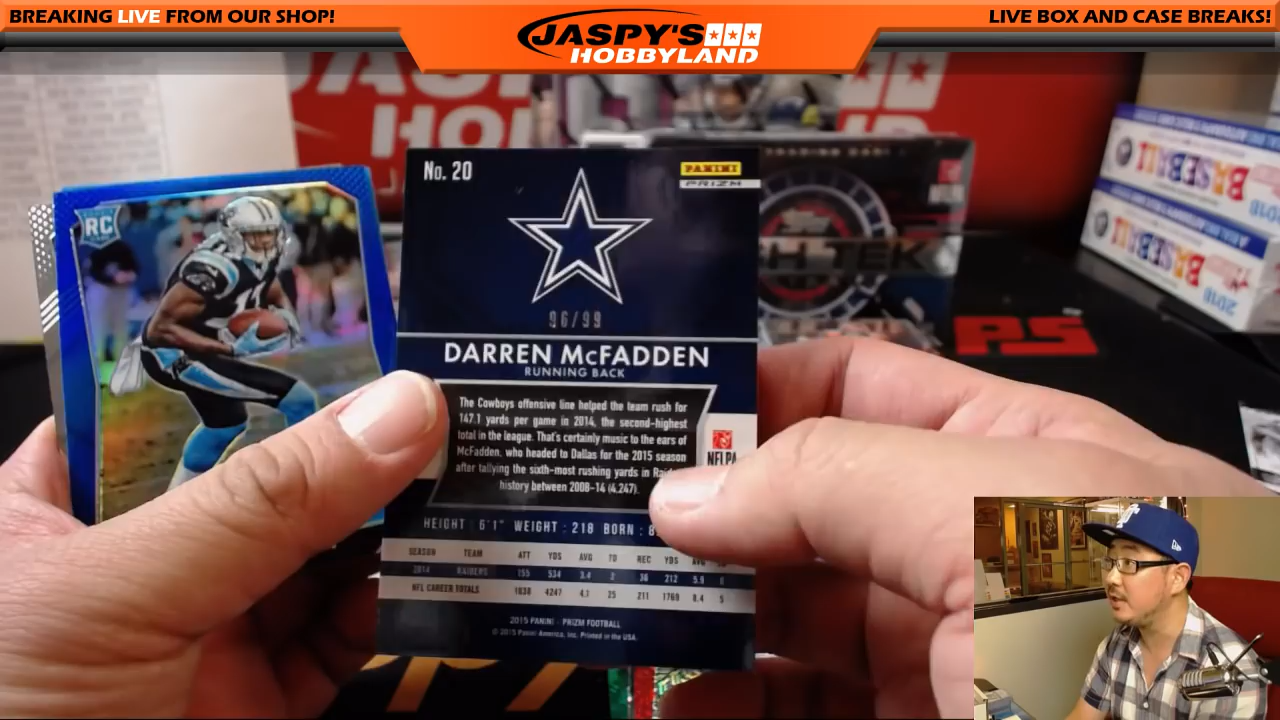 BREAKING LIVE FROM OUR SHOP!
JASPY'S
HOBBYLAND
LIVE BOX AND CASE BREAKS!
No. 20
PANINI
PRIZM
RC
96/99
DARREN McFADDEN
RUNNING BACK
The Cowboys offensive line helped the team rush for
147.1 yards per game in 2014, the second-highest
total in the league. That's certainly music to the ears of
McFadden, who headed to Dallas for the 2015 season
after tallying the sixth-most rushing yards in
history between 2008-14 (4,247).
NFLPA
HEIGHT : 6'1" WEIGHT : 218 BORN :
SEASON TEAM ATT YDS AVG TD REC YDS
2014 RAIDERS 155 534 3.4 2 36 212 5.9 0
NFL CAREER TOTALS 1038 4247 4.1 25 211 1769 8.4 5
2015 PANINI - PRIZM FOOTBALL
© 2015 Panini America, Inc. Printed in the USA.
BASEBALL
2018
BASEBALL
2018